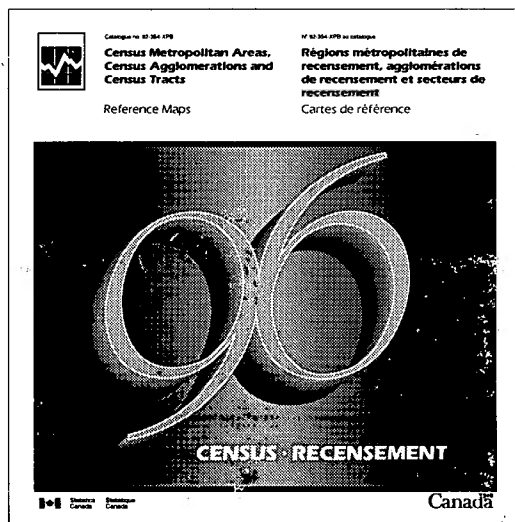 Catalogue no. 92-354-XPB
Census Metropolitan Areas,
Census Agglomerations and
Census Tracts
Reference Maps
N° 92-354-XPB au catalogue
Régions métropolitaines de
recensement, agglomérations
de recensement et secteurs de
recensement
Cartes de référence
96
CENSUS · RECENSEMENT
Statistics
Canada
Statistique
Canada
Canada